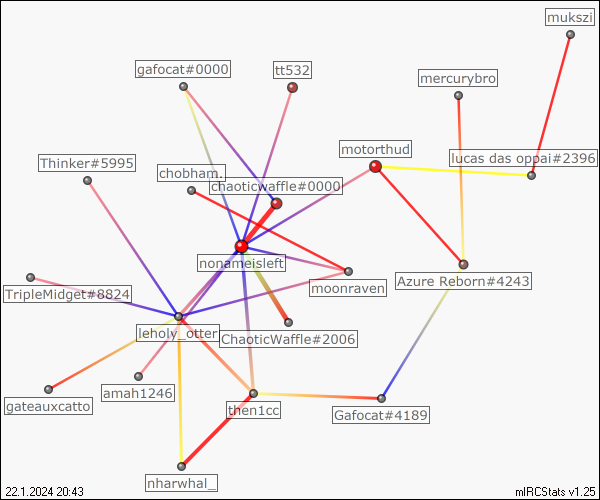 mukszi
gafocat#0000
tt532
mercurybro
motorthud
lucas das oppai#2396
Thinker#5995
chobham.
chaoticwaffle#0000
nonameisleft
moonraven
Azure Reborn#4243
TripleMidget#8824
leholy_otter
ChaoticWaffle#2006
gateauxcatto
amah1246
then1cc
Gafocat#4189
nharwhal_
22.1.2024 20:43
mIRCStats v1.25